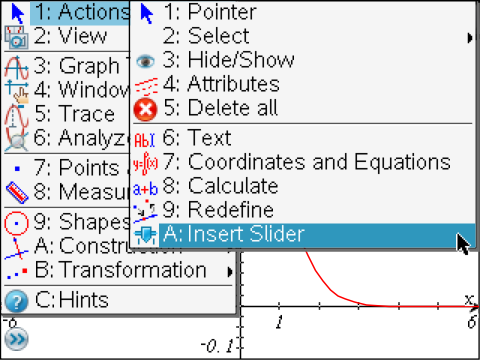 1: Actions
2: View
3: Graph T
4: Window
5: Trace
6: Analyze
7: Points
8: Measur
9: Shapes
A: Construction
B: Transformation
C: Hints
1: Pointer
2: Select
3: Hide/Show
4: Attributes
5: Delete all
6: Text
7: Coordinates and Equations
8: Calculate
9: Redefine
A: Insert Slider
x
-6
1
6
-0.1